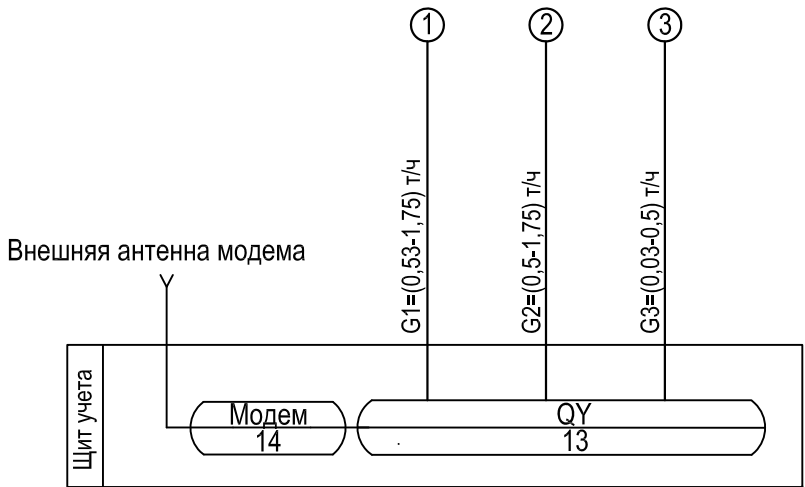 1
2
3
G1=(0,53-1,75) т/ч
G2=(0,5-1,75) т/ч
G3=(0,03-0,5) т/ч
Внешняя антенна модема
Щит учета
Модем
14
QY
13